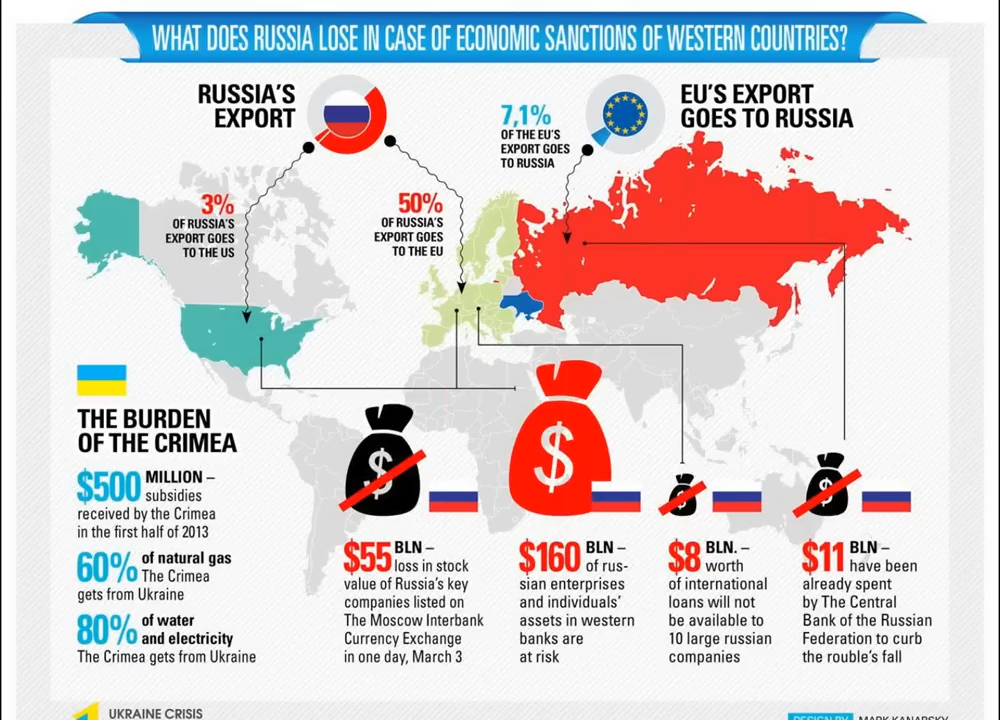 WHAT DOES RUSSIA LOSE IN CASE OF ECONOMIC SANCTIONS OF WESTERN COUNTRIES?
RUSSIA'S
EXPORT
7,1%
OF THE EU'S
EXPORT GOES
TO RUSSIA
EU'S EXPORT
GOES TO RUSSIA
3%
OF RUSSIA'S
EXPORT GOES
TO THE US
50%
OF RUSSIA'S
EXPORT GOES
TO THE EU
THE BURDEN
OF THE CRIMEA
$500 MILLION –
subsidies
received by the Crimea
in the first half of 2013
60% of natural gas
The Crimea
gets from Ukraine
80% of water
and electricity
The Crimea gets from Ukraine
$
$55 BLN –
loss in stock
value of Russia's key
companies listed on
The Moscow Interbank
Currency Exchange
in one day, March 3
$
$160 BLN –
of rus-
sian enterprises
and individuals'
assets in western
banks are
at risk
$
$8 BLN. –
worth
of international
loans will not
be available to
10 large russian
companies
$
$11 BLN –
have been
already spent
by The Central
Bank of the Russian
Federation to curb
the rouble's fall
UKRAINE CRISIS
DESIGN BY MARK KANARSKY